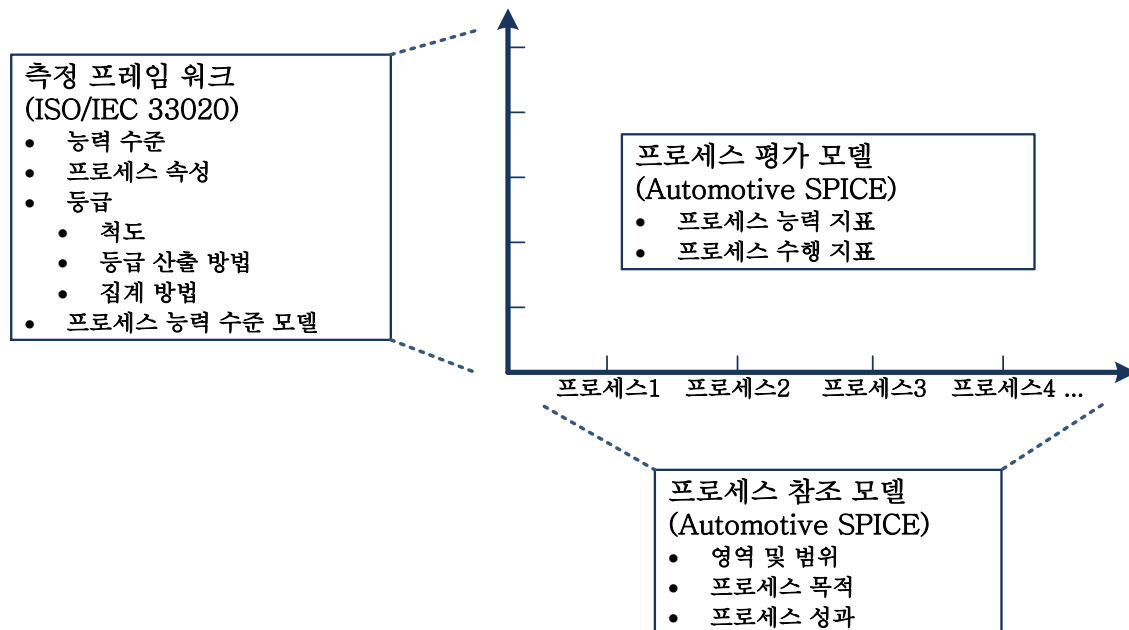 측정 프레임 워크
(ISO/IEC 33020)
• 능력 수준
• 프로세스 속성
• 등급
• 척도
• 등급 산출 방법
• 집계 방법
• 프로세스 능력 수준 모델
프로세스 평가 모델
(Automotive SPICE)
• 프로세스 능력 지표
• 프로세스 수행 지표
프로세스1 프로세스2 프로세스3 프로세스4 ...
프로세스 참조 모델
(Automotive SPICE)
• 영역 및 범위
• 프로세스 목적
• 프로세스 성과